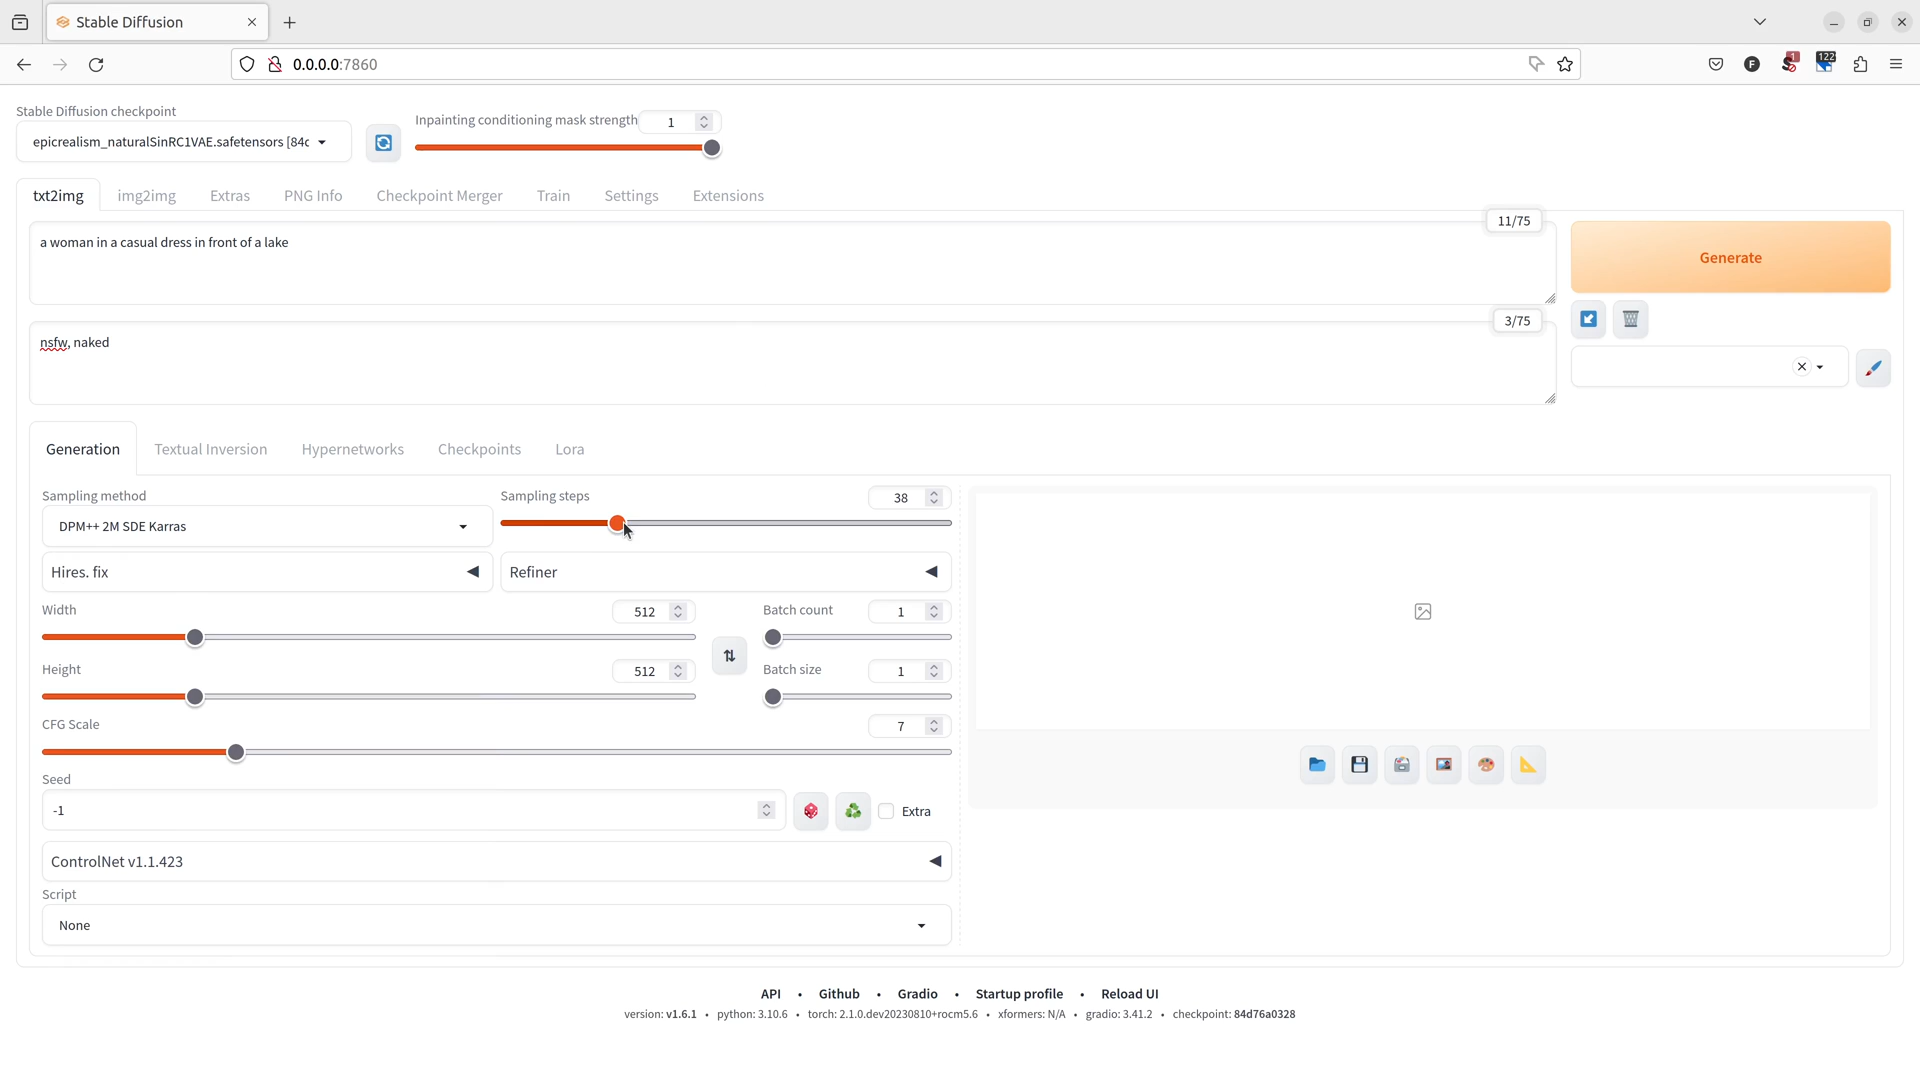 Stable Diffusion
0.0.0.0:7860
1
122
Stable Diffusion checkpoint
epicrealism_naturalSinRC1VAE.safetensors [84c
Inpainting conditioning mask strength
1
txt2img
img2img
Extras
PNG Info
Checkpoint Merger
Train
Settings
Extensions
11/75
a woman in a casual dress in front of a lake
Generate
3/75
nsfw, naked
Generation
Textual Inversion
Hypernetworks
Checkpoints
Lora
Sampling method
DPM++ 2M SDE Karras
Sampling steps
38
Hires. fix
Refiner
Width
512
Batch count
1
Height
512
Batch size
1
CFG Scale
7
Seed
-1
Extra
ControlNet v1.1.423
Script
None
API • Github • Gradio • Startup profile • Reload UI
version: v1.6.1 • python: 3.10.6 • torch: 2.1.0.dev20230810+rocm5.6 • xformers: N/A • gradio: 3.41.2 • checkpoint: 84d76a0328